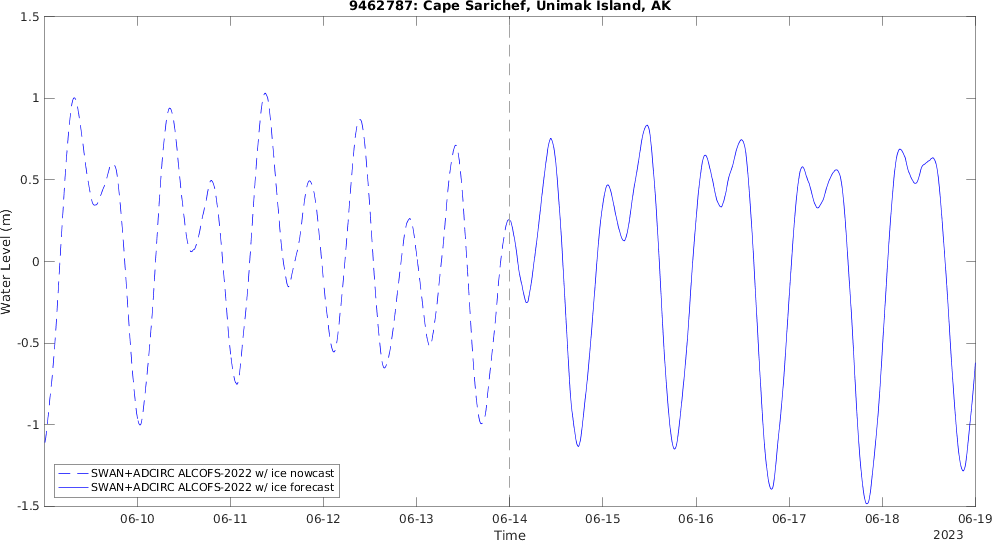 9462787: Cape Sarichef, Unimak Island, AK
Water Level (m)
1.5
1
0.5
0
-0.5
-1
-1.5
SWAN+ADCIRC ALCOFS-2022 w/ ice nowcast
SWAN+ADCIRC ALCOFS-2022 w/ ice forecast
06-10 06-11 06-12 06-13 06-14 06-15 06-16 06-17 06-18 06-19
Time
2023